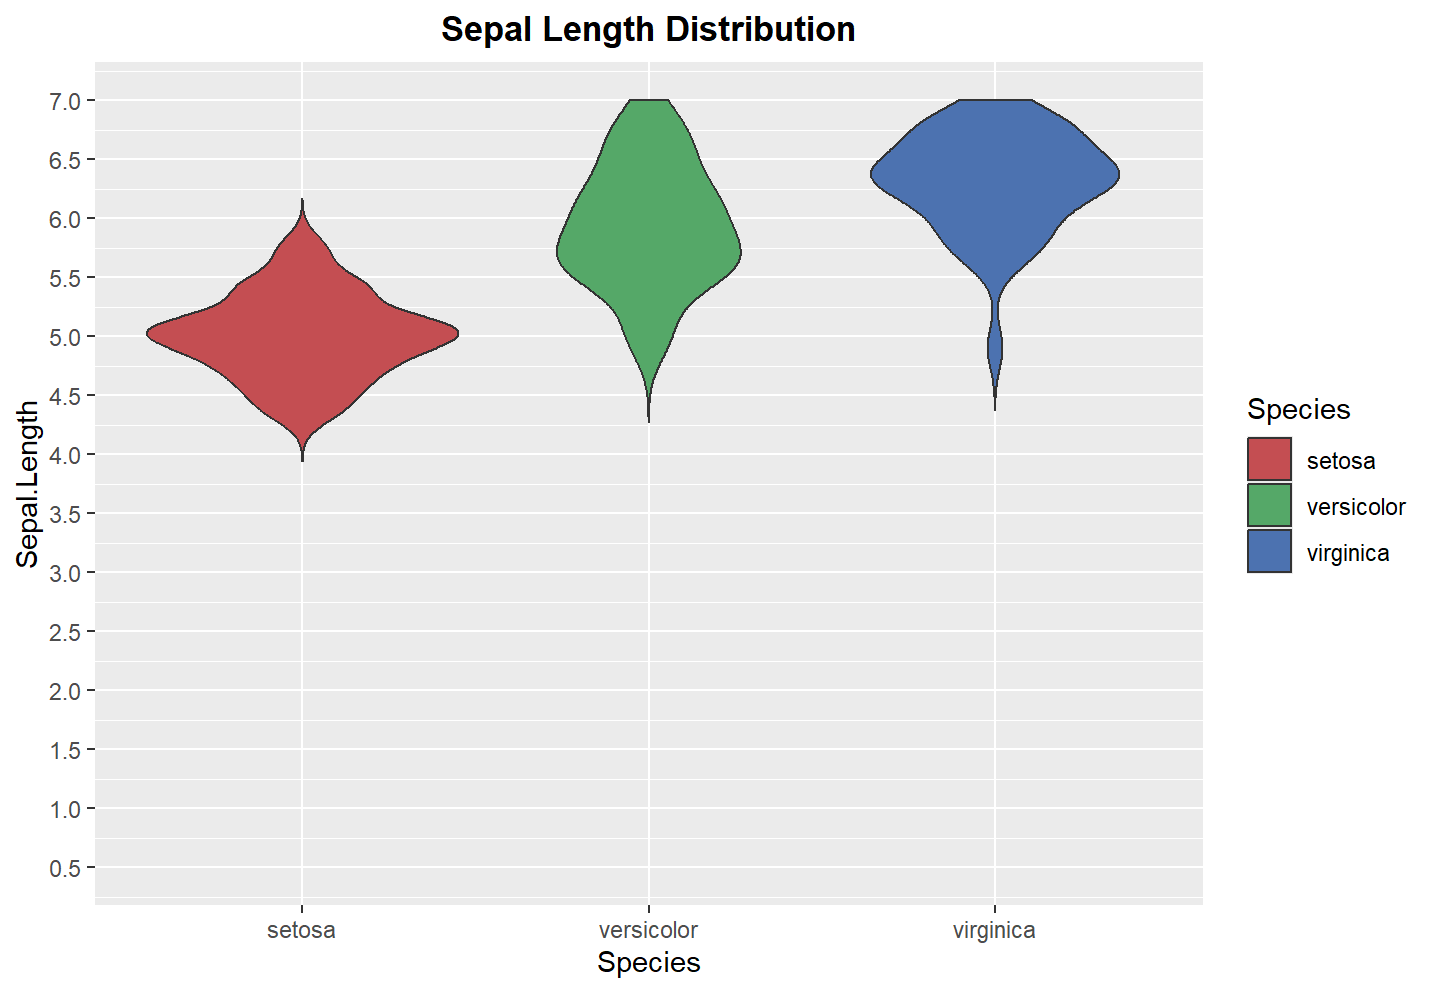 Sepal Length Distribution
Sepal.Length
7.0
6.5
6.0
5.5
5.0
4.5
4.0
3.5
3.0
2.5
2.0
1.5
1.0
0.5
setosa
versicolor
virginica
Species
Species
setosa
versicolor
virginica